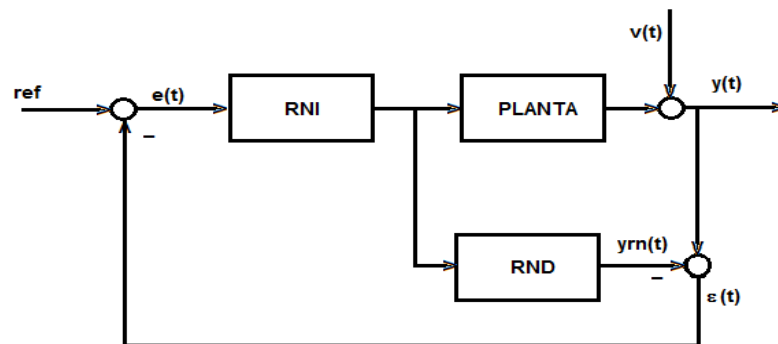 v(t)
ref
e(t)
RNI
PLANTA
y(t)
–
RND
yrn(t)
–
ε(t)